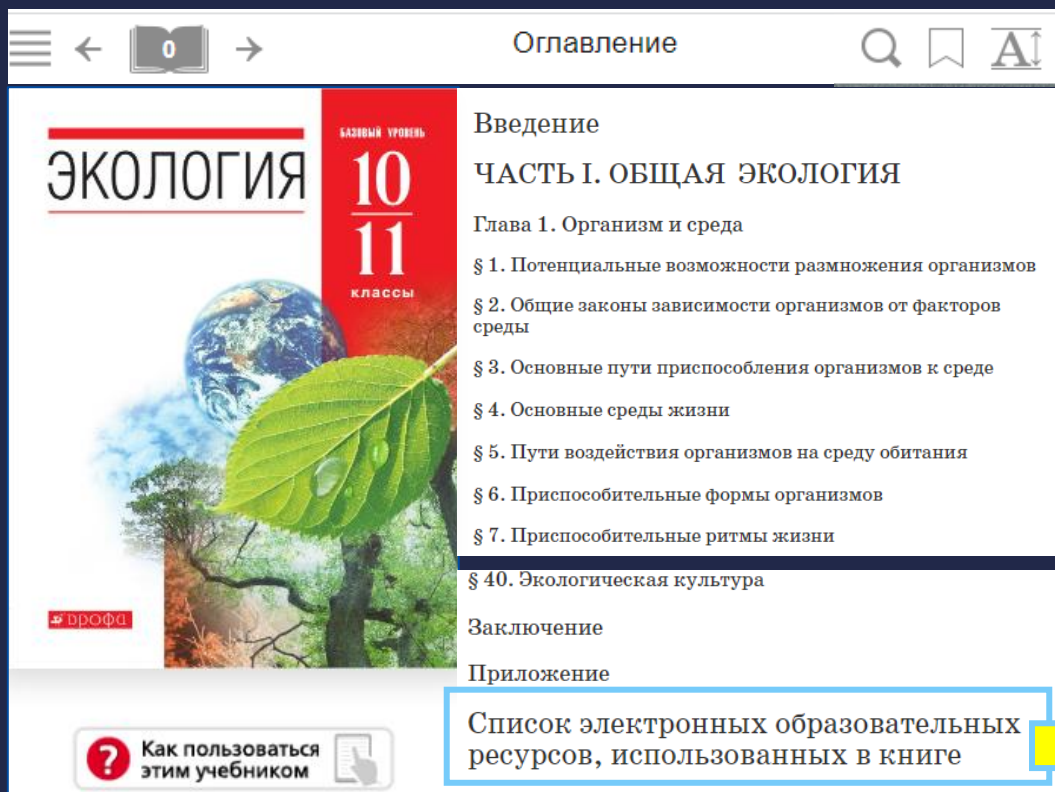 0
Оглавление
A
ЭКОЛОГИЯ
БАЗОВЫЙ УРОВЕНЬ
10
11
классы
дрофа
Как пользоваться
этим учебником
Введение
ЧАСТЬ I. ОБЩАЯ ЭКОЛОГИЯ
Глава 1. Организм и среда
§ 1. Потенциальные возможности размножения организмов
§ 2. Общие законы зависимости организмов от факторов
среды
§ 3. Основные пути приспособления организмов к среде
§ 4. Основные среды жизни
§ 5. Пути воздействия организмов на среду обитания
§ 6. Приспособительные формы организмов
§ 7. Приспособительные ритмы жизни
§ 40. Экологическая культура
Заключение
Приложение
Список электронных образовательных
ресурсов, использованных в книге